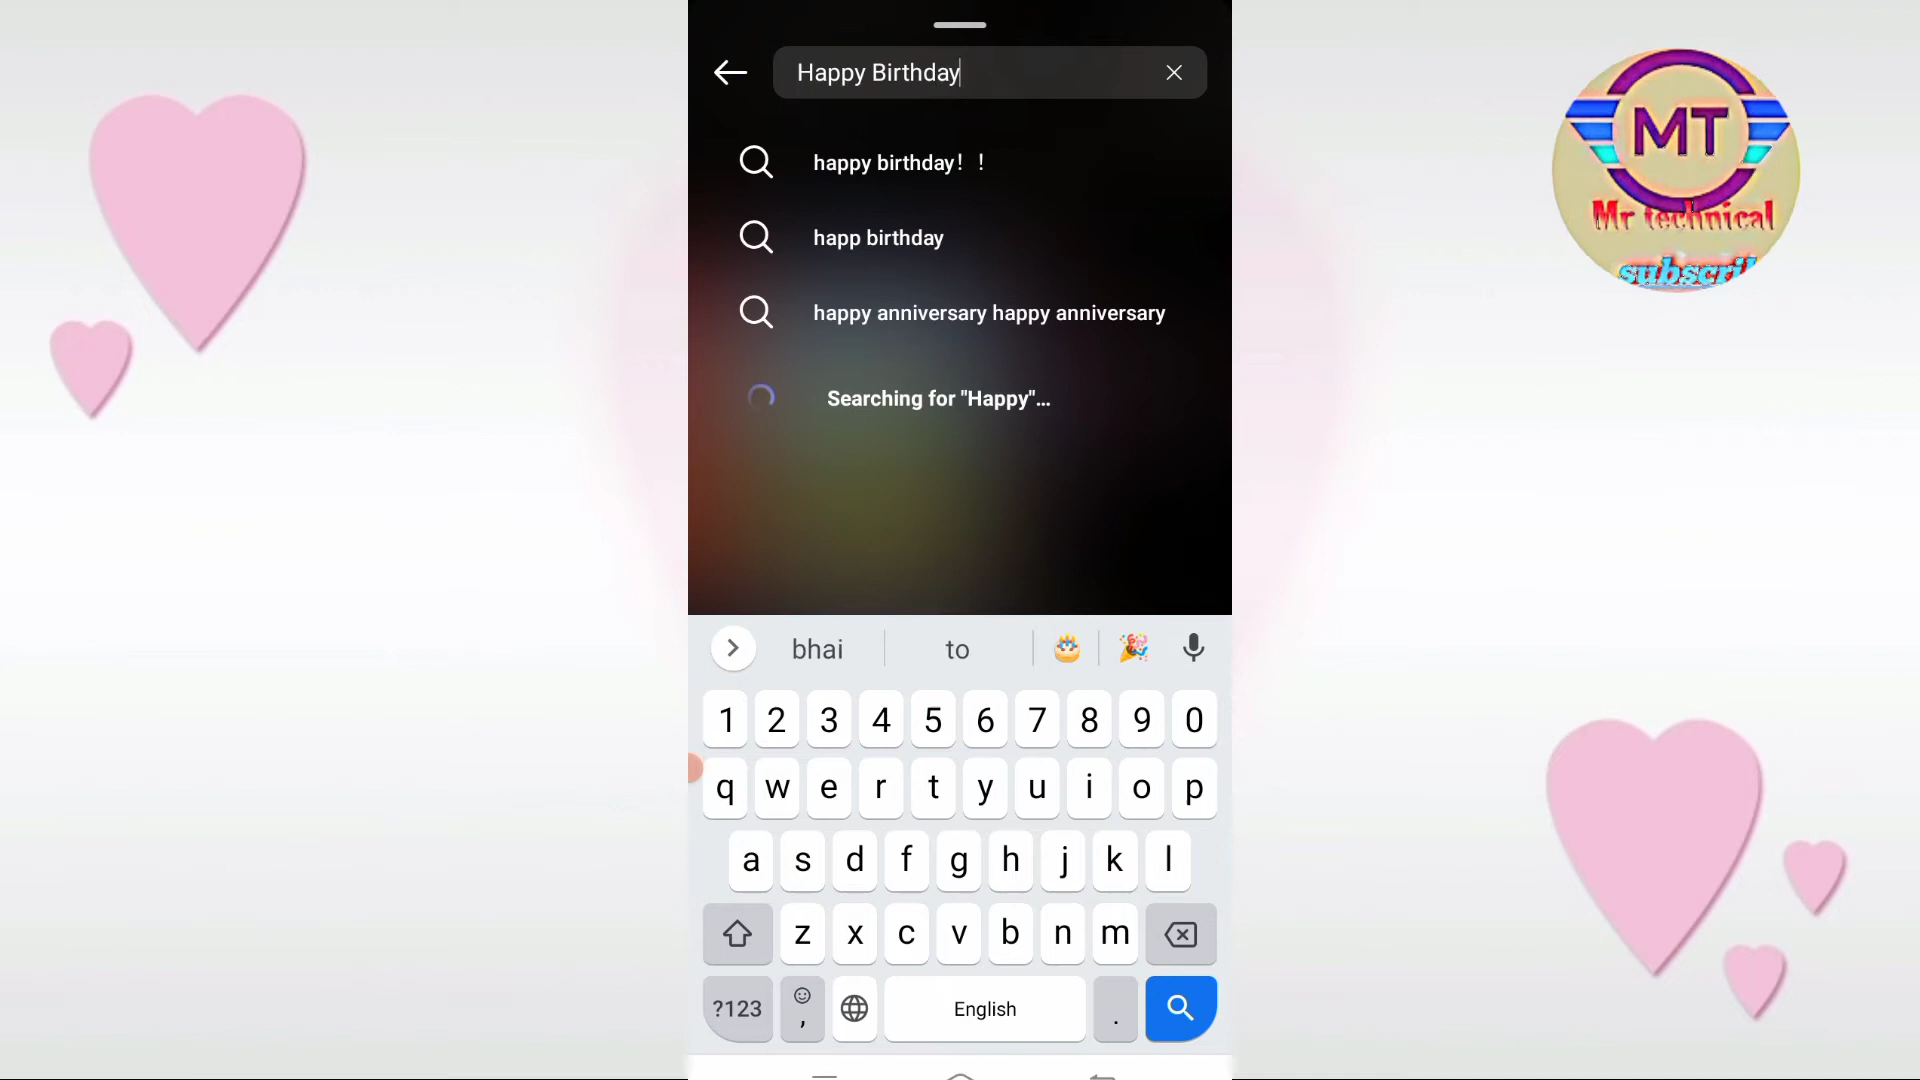 Happy Birthday
happy birthday！！
happ birthday
happy anniversary happy anniversary
Searching for "Happy"...
bhai to
1 2 3 4 5 6 7 8 9 0
q w e r t y u i o p
a s d f g h j k l
z x c v b n m
?123 , English .
MT
Mr technical